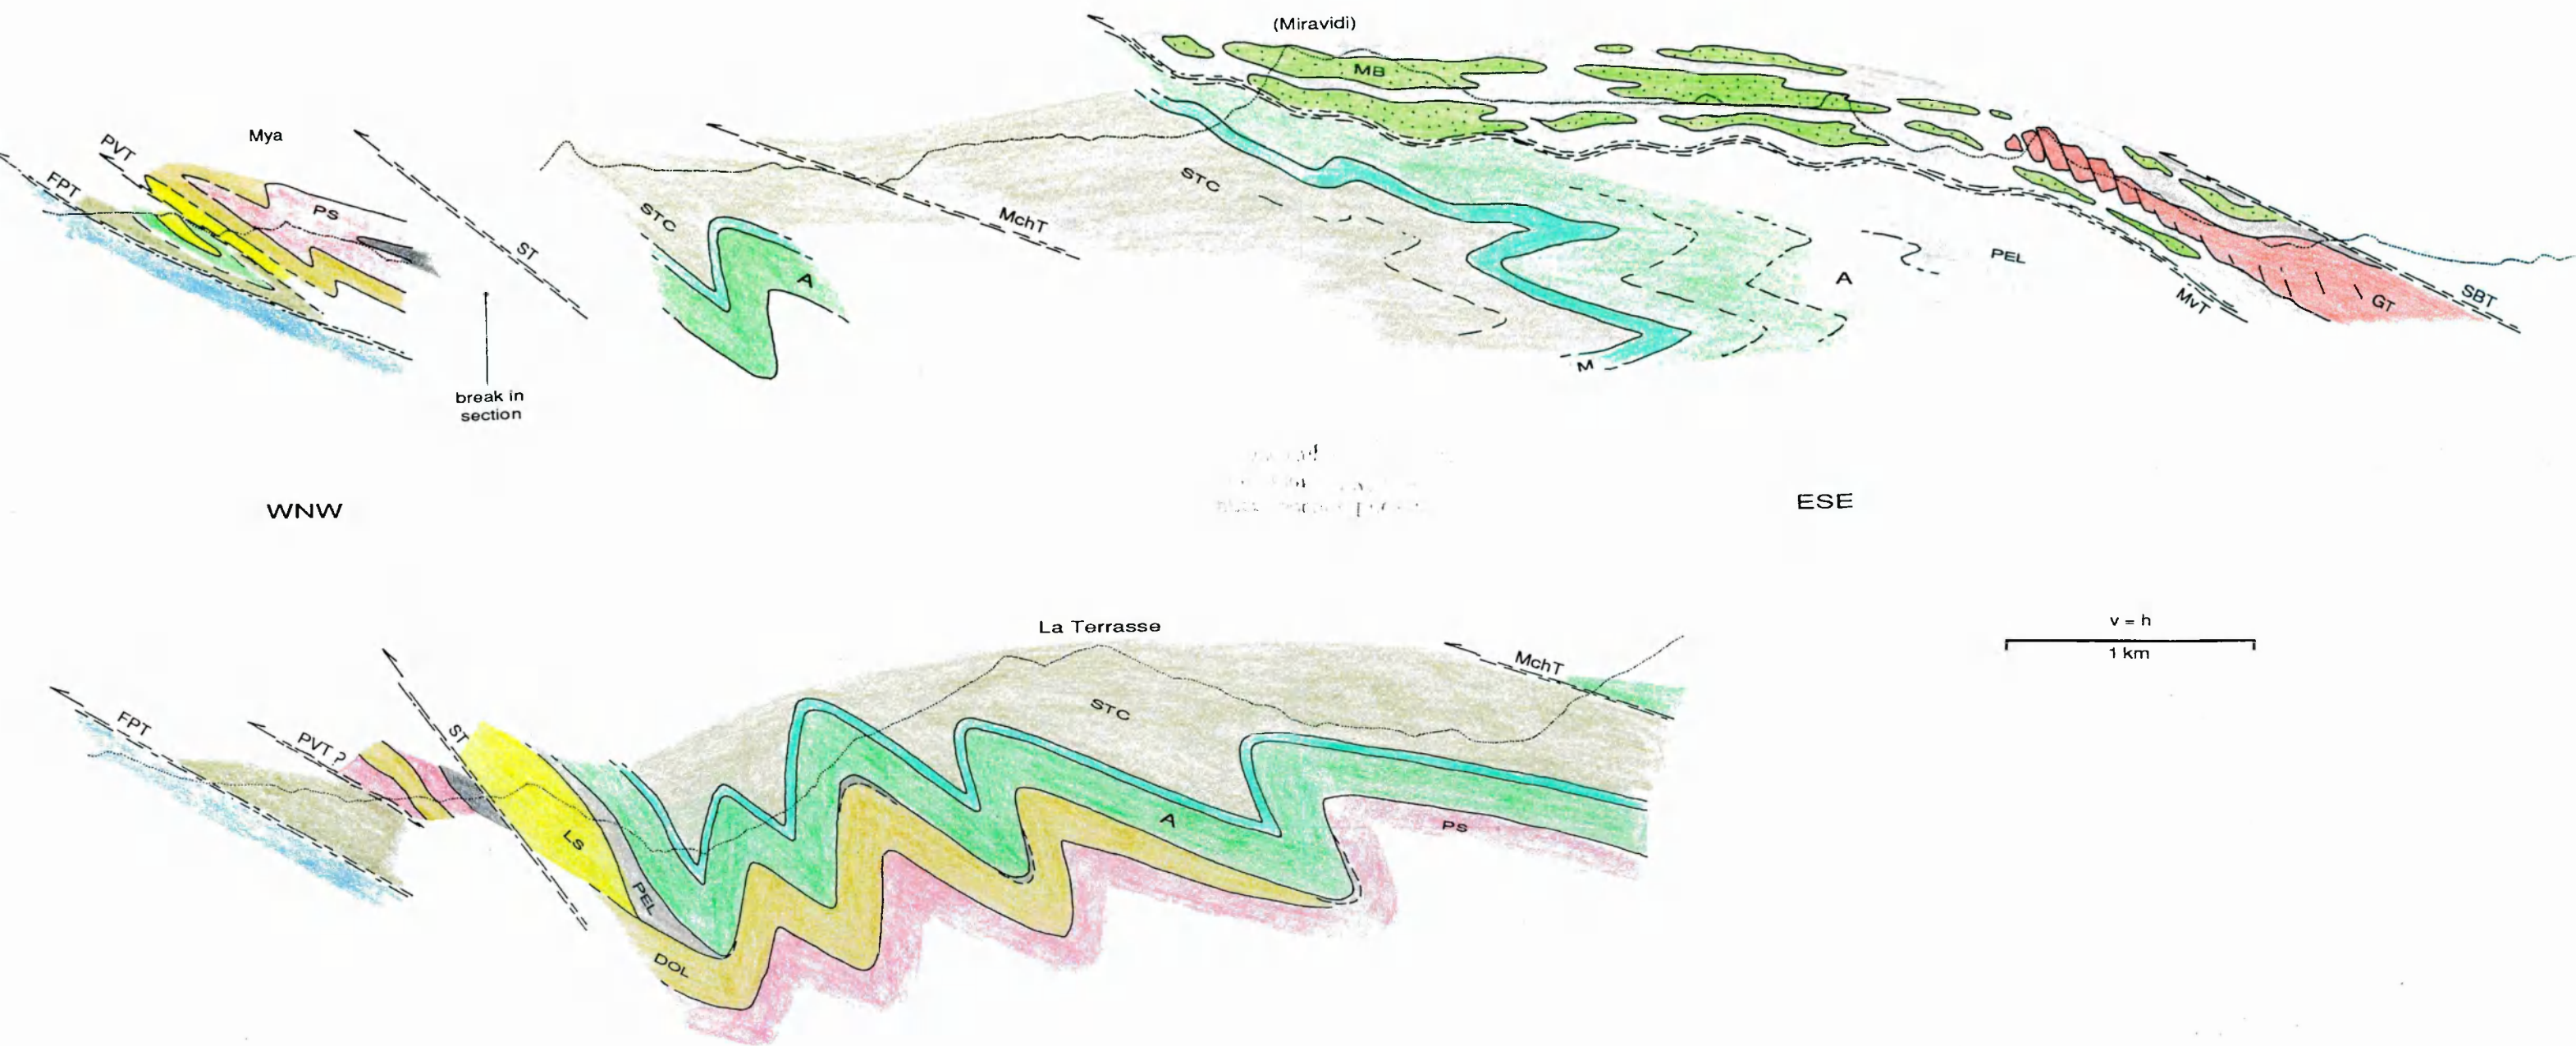 (Miravidi)
MB
Mya
PVT
FPT
PS
ST
STC
A
MchT
STC
A
PEL
M
MvT
GT
SBT
break in
section
WNW
ESE
La Terrasse
v = h
1 km
MchT
FPT
PVT ?
ST
STC
LS
PEL
A
PS
DOL